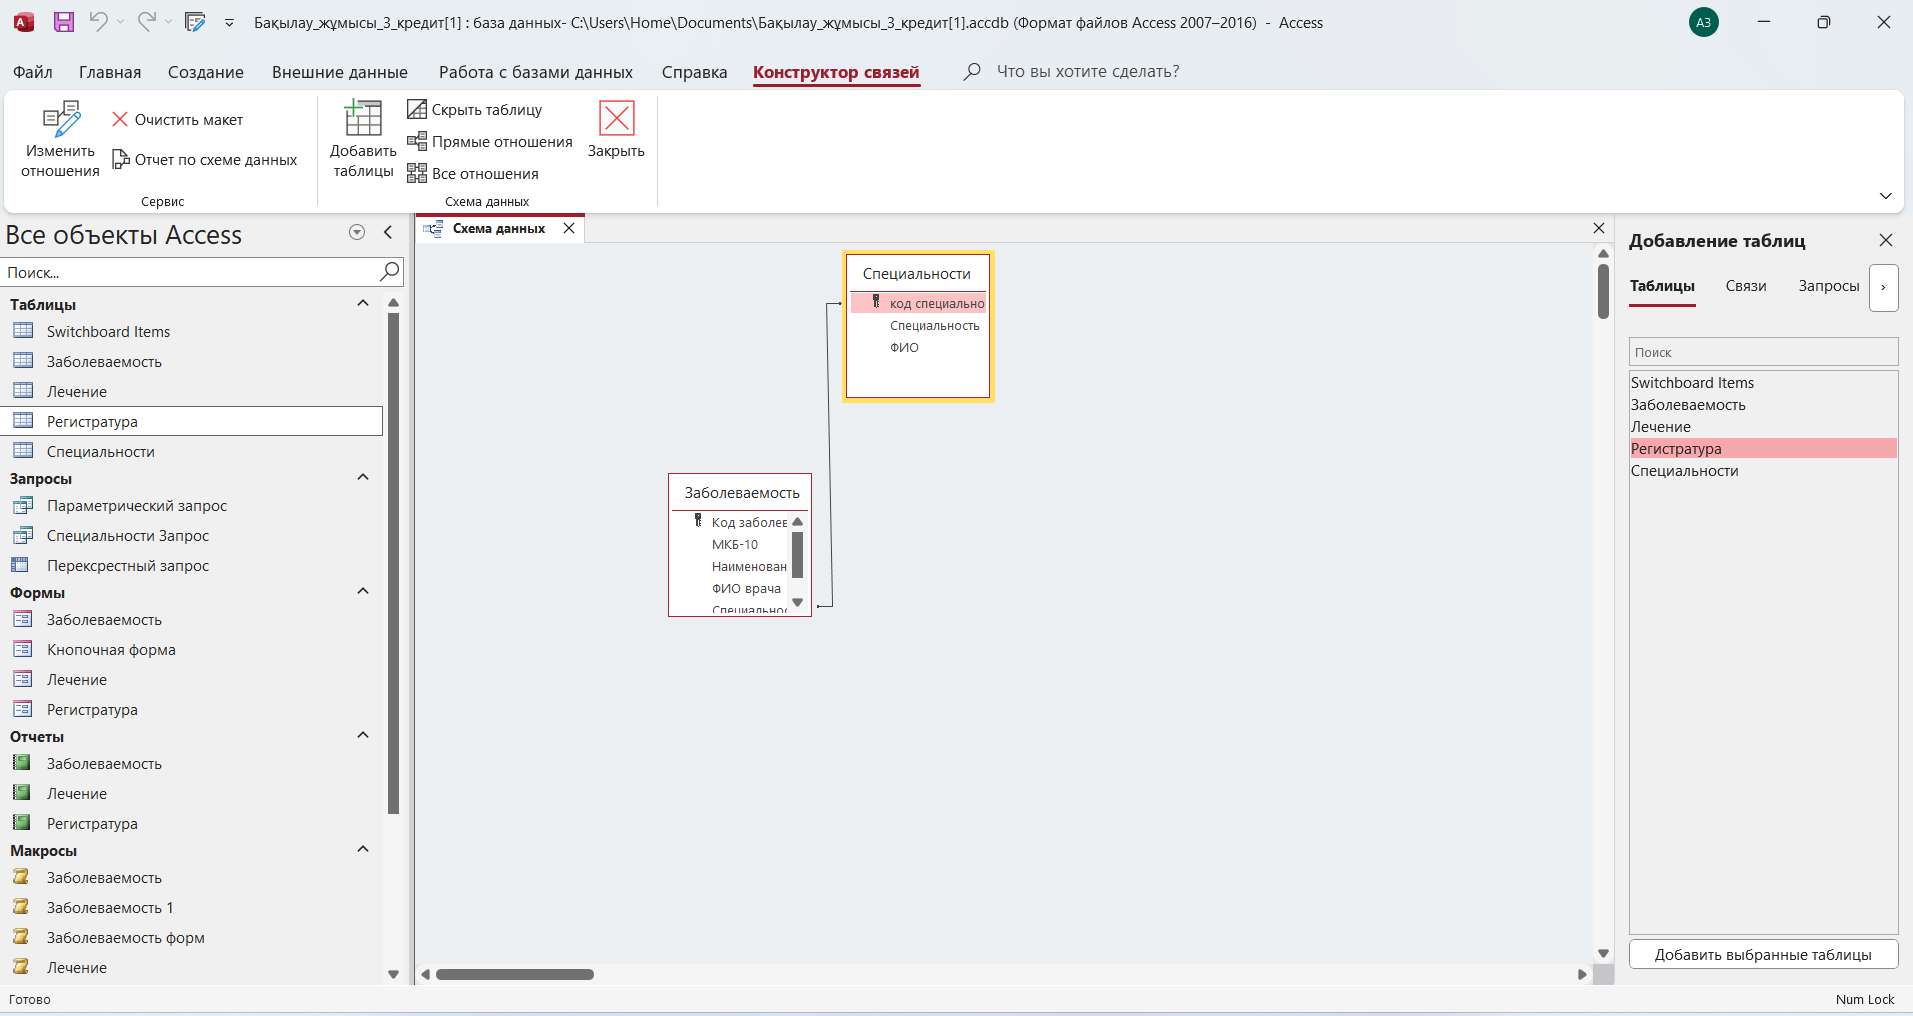 Бақылау_жұмысы_3_кредит[1] : база данных- C:\Users\Home\Documents\Бақылау_жұмысы_3_кредит[1].accdb (Формат файлов Access 2007–2016) - Access
АЗ
Файл Главная Создание Внешние данные Работа с базами данных Справка Конструктор связей Что вы хотите сделать?
Изменить отношения
Очистить макет
Отчет по схеме данных
Сервис
Добавить таблицы
Скрыть таблицу
Прямые отношения
Все отношения
Закрыть
Схема данных
Все объекты Access
Поиск...
Таблицы
Switchboard Items
Заболеваемость
Лечение
Регистратура
Специальности
Запросы
Параметрический запрос
Специальности Запрос
Перекрестный запрос
Формы
Заболеваемость
Кнопочная форма
Лечение
Регистратура
Отчеты
Заболеваемость
Лечение
Регистратура
Макросы
Заболеваемость
Заболеваемость 1
Заболеваемость форм
Лечение
Схема данных
Специальности
код специально
Специальность
ФИО
Заболеваемость
Код заболев
МКБ-10
Наименован
ФИО врача
Специальнос
Добавление таблиц
Таблицы Связи Запросы
Поиск
Switchboard Items
Заболеваемость
Лечение
Регистратура
Специальности
Добавить выбранные таблицы
Готово
Num Lock